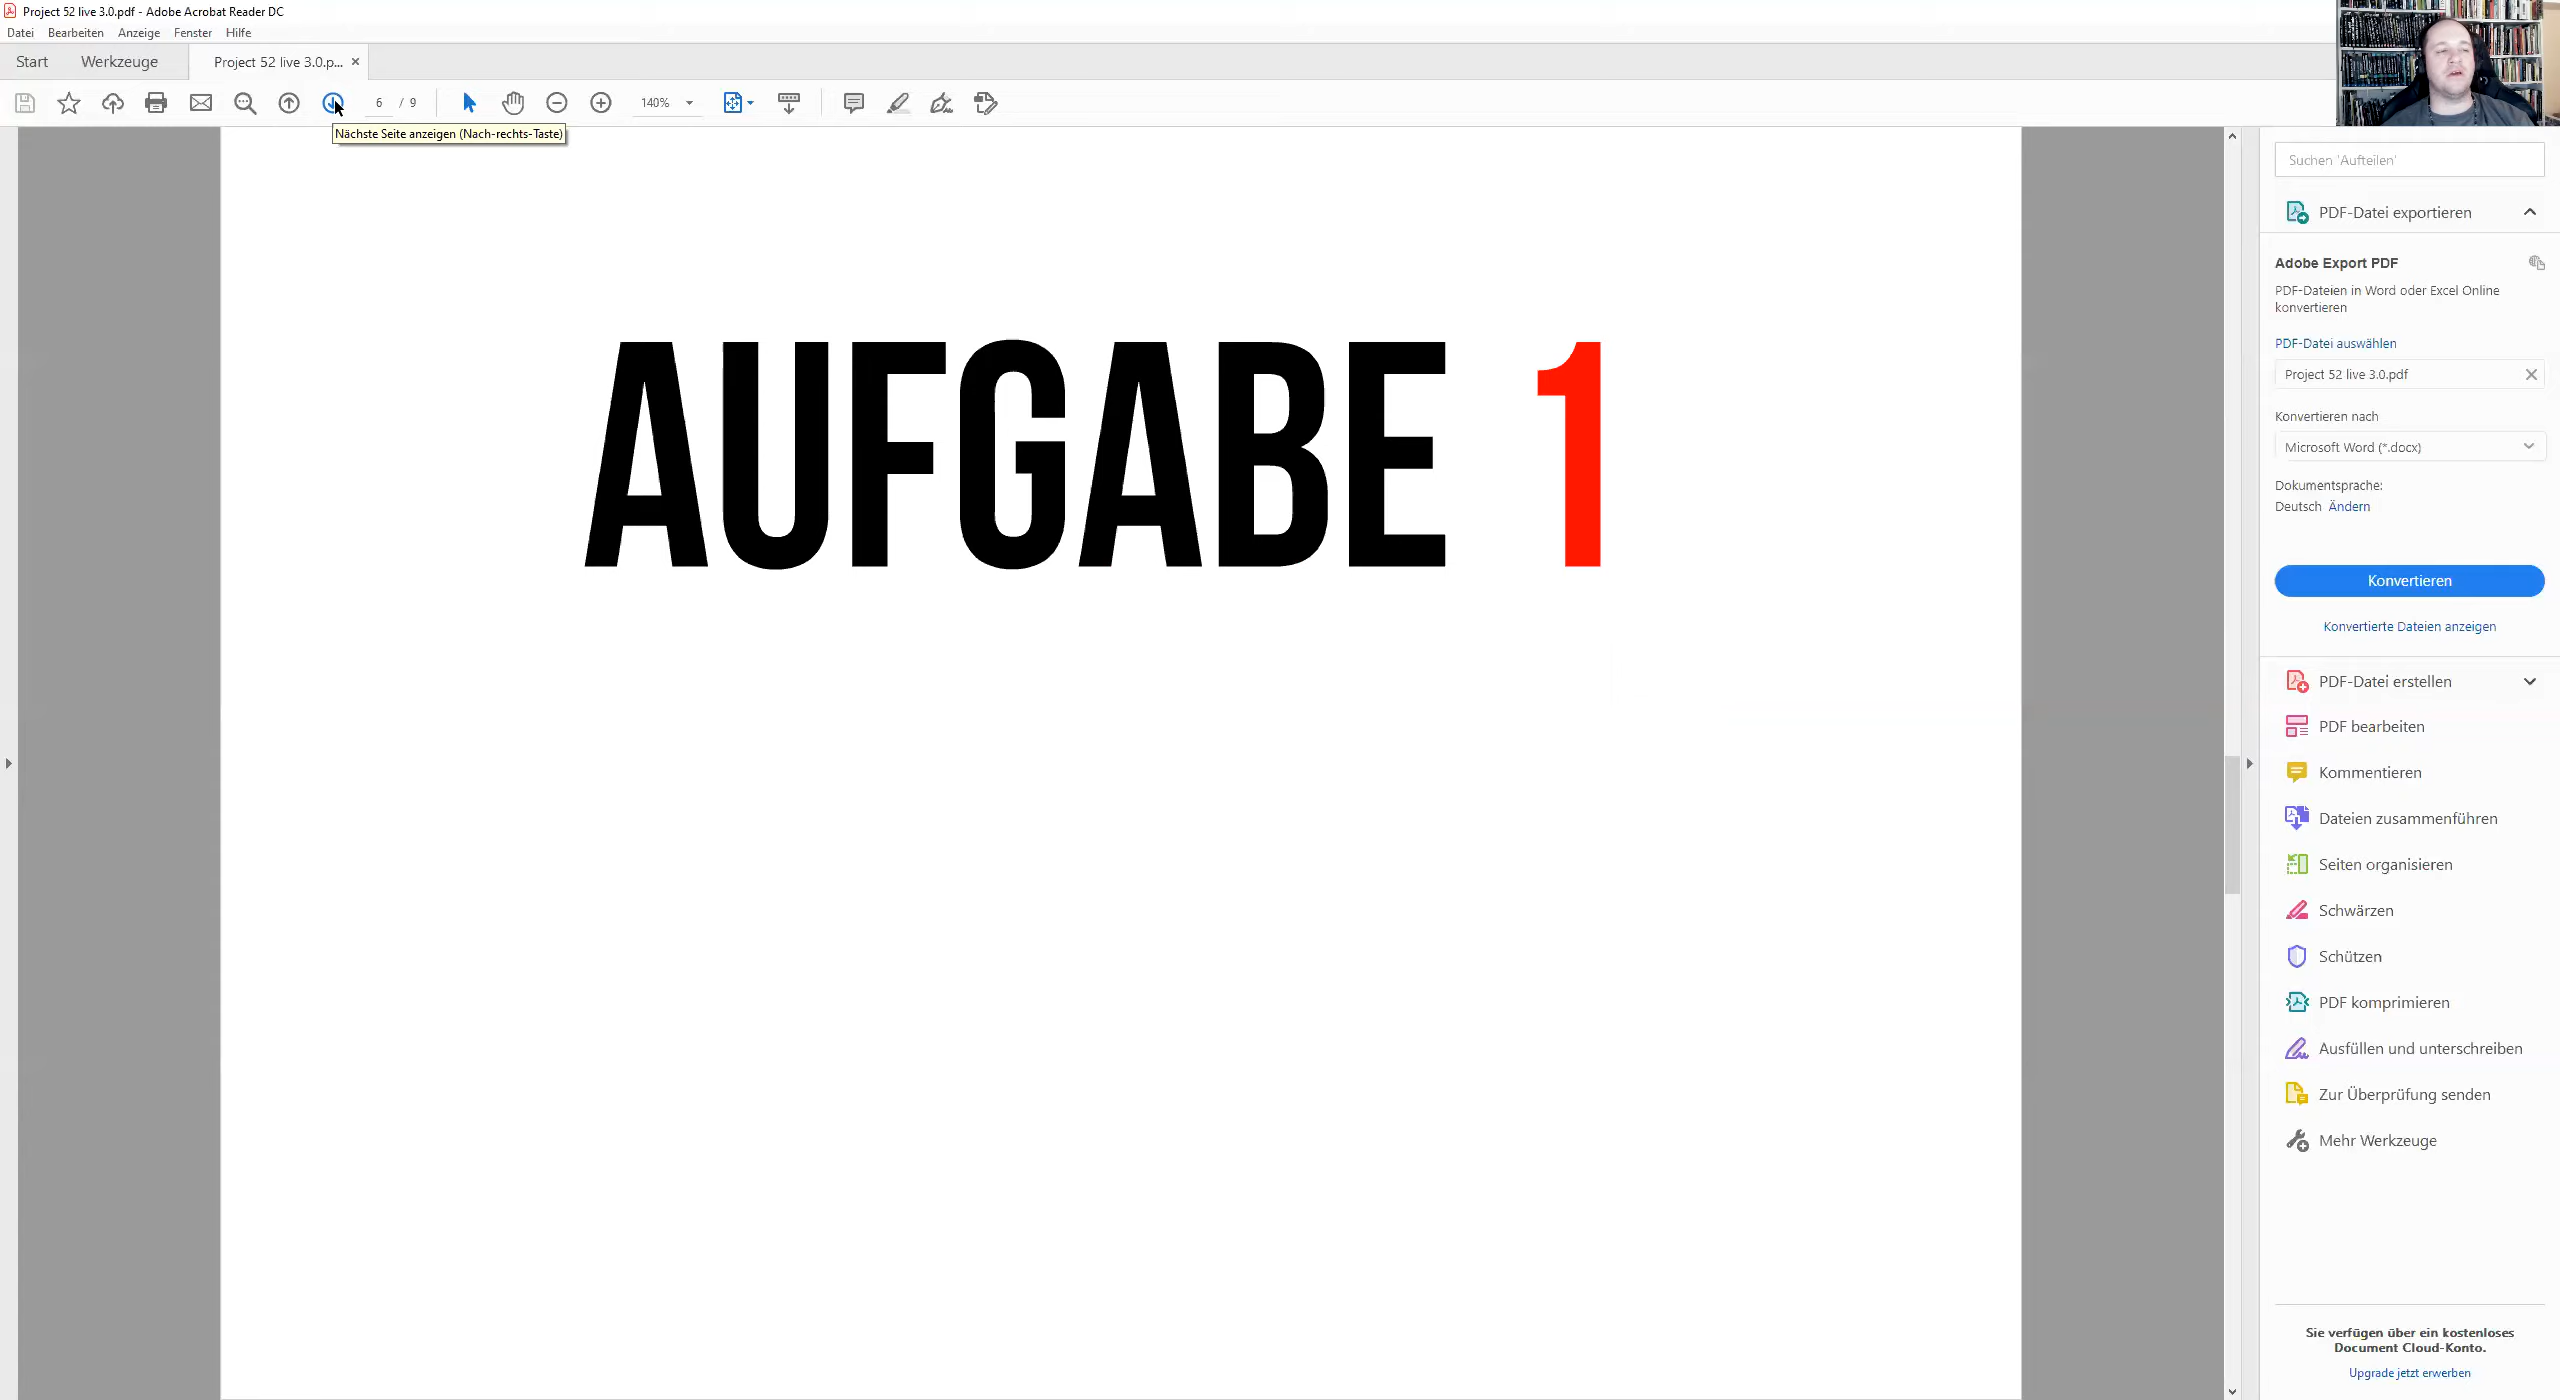 Project 52 live 3.0.pdf - Adobe Acrobat Reader DC
Datei Bearbeiten Anzeige Fenster Hilfe
Start Werkzeuge Project 52 live 3.0.p... ×
6 / 9 140%
Nächste Seite anzeigen (Nach-rechts-Taste)
AUFGABE 1
Suchen 'Aufteilen'
PDF-Datei exportieren
Adobe Export PDF
PDF-Dateien in Word oder Excel Online
konvertieren
PDF-Datei auswählen
Project 52 live 3.0.pdf
Konvertieren nach
Microsoft Word (*.docx)
Dokumentsprache:
Deutsch Ändern
Konvertieren
Konvertierte Dateien anzeigen
PDF-Datei erstellen
PDF bearbeiten
Kommentieren
Dateien zusammenführen
Seiten organisieren
Schwärzen
Schützen
PDF komprimieren
Ausfüllen und unterschreiben
Zur Überprüfung senden
Mehr Werkzeuge
Sie verfügen über ein kostenloses
Document Cloud-Konto.
Upgrade jetzt erwerben